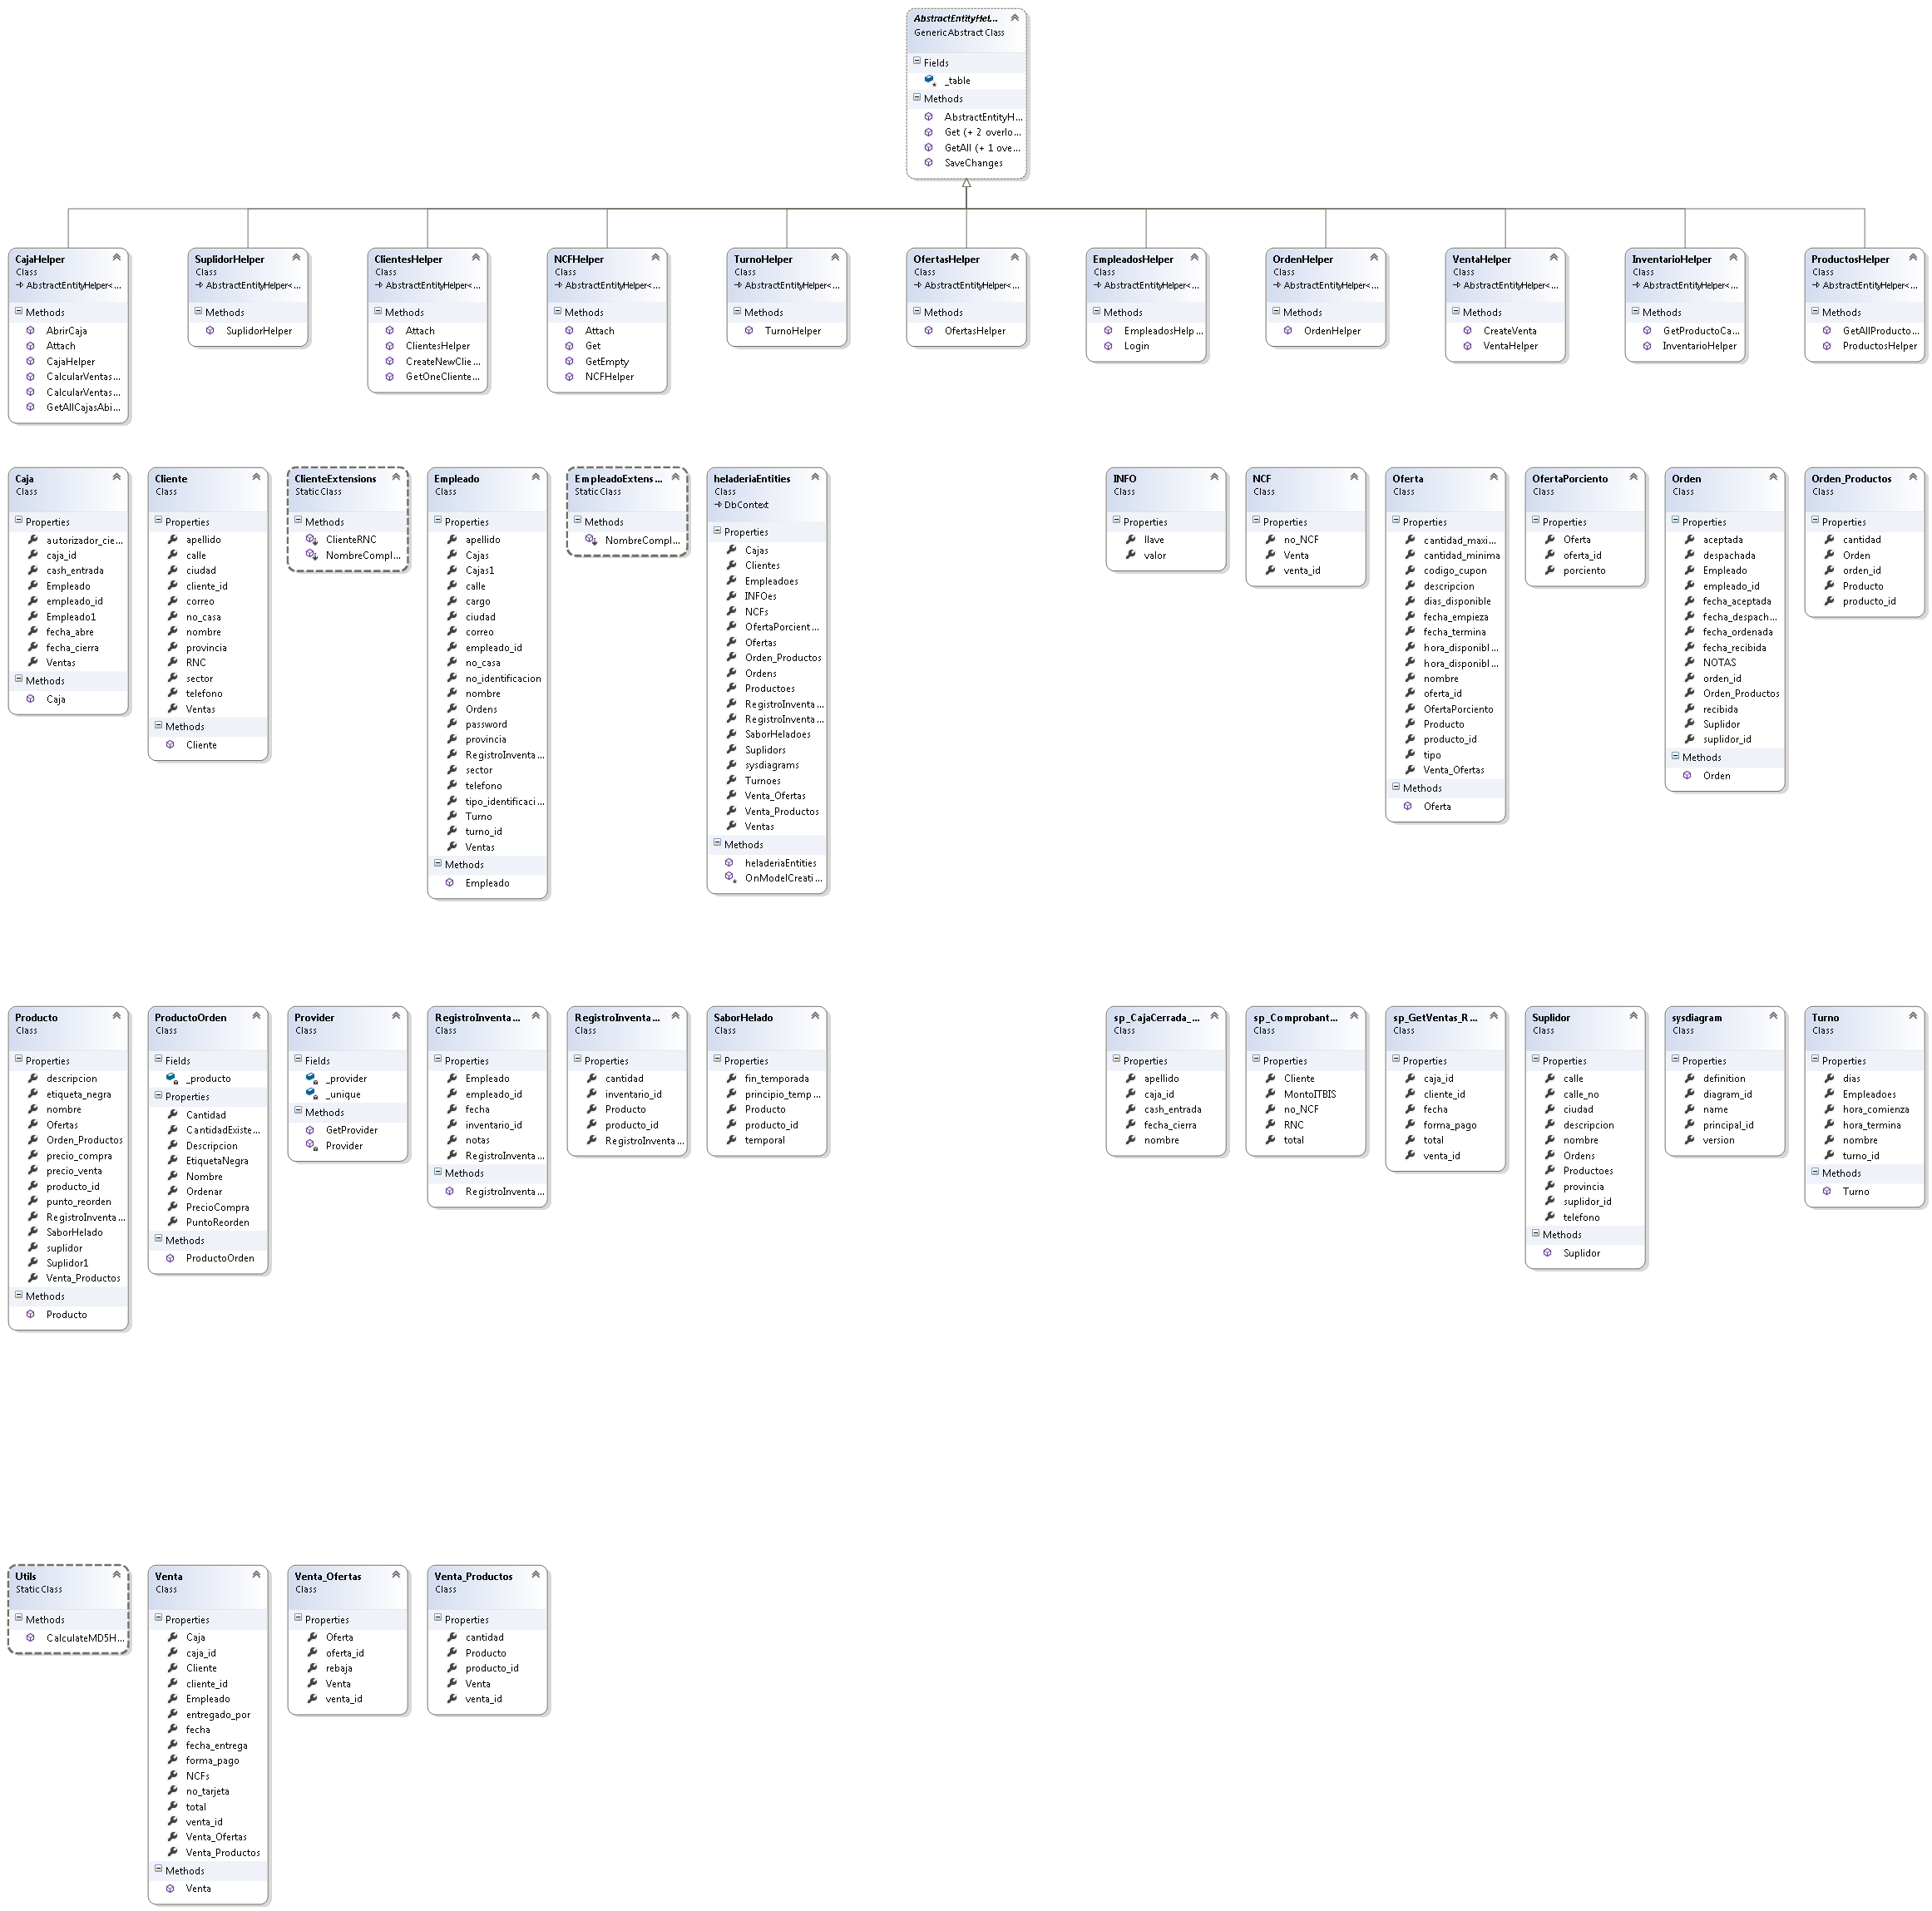 AbstractEntityHel...
Generic Abstract Class
Fields
_table
Methods
AbstractEntityH...
Get (+ 2 overlo...
GetAll (+ 1 ove...
SaveChanges
CajaHelper
Class
AbstractEntityHelper<...
Methods
AbrirCaja
Attach
CajaHelper
CalcularVentas...
CalcularVentas...
GetAllCajasAbi...
SuplidorHelper
Class
AbstractEntityHelper<...
Methods
SuplidorHelper
ClientesHelper
Class
AbstractEntityHelper<...
Methods
Attach
ClientesHelper
CreateNewClie...
GetOneCliente...
NCFHelper
Class
AbstractEntityHelper<...
Methods
Attach
Get
GetEmpty
NCFHelper
TurnoHelper
Class
AbstractEntityHelper<...
Methods
TurnoHelper
OfertasHelper
Class
AbstractEntityHelper<...
Methods
OfertasHelper
EmpleadosHelper
Class
AbstractEntityHelper<...
Methods
EmpleadosHelp...
Login
OrdenHelper
Class
AbstractEntityHelper<...
Methods
OrdenHelper
VentaHelper
Class
AbstractEntityHelper<...
Methods
CreateVenta
VentaHelper
InventarioHelper
Class
AbstractEntityHelper<...
Methods
GetProductoCa...
InventarioHelper
ProductosHelper
Class
AbstractEntityHelper<...
Methods
GetAllProducto...
ProductosHelper
Caja
Class
Properties
autorizador_cie...
caja_id
cash_entrada
Empleado
empleado_id
Empleado1
fecha_abre
fecha_cierra
Ventas
Methods
Caja
Cliente
Class
Properties
apellido
calle
ciudad
cliente_id
correo
no_casa
nombre
provincia
RNC
sector
telefono
Ventas
Methods
Cliente
ClienteExtensions
Static Class
Methods
ClienteRNC
NombreCompl...
Empleado
Class
Properties
apellido
Cajas
Cajas1
calle
cargo
ciudad
correo
empleado_id
no_casa
no_identificacion
nombre
Ordens
password
provincia
RegistroInventa...
sector
telefono
tipo_identificaci...
Turno
turno_id
Ventas
Methods
Empleado
EmpleadoExtens...
Static Class
Methods
NombreCompl...
heladeriaEntities
Class
DbContext
Properties
Cajas
Clientes
Empleadoes
INFOes
NCFs
OfertaPorcient...
Ofertas
Orden_Productos
Ordens
Productoes
RegistroInventa...
RegistroInventa...
SaborHeladoes
Suplidors
sysdiagrams
Turnoes
Venta_Ofertas
Venta_Productos
Ventas
Methods
heladeriaEntities
OnModelCreati...
INFO
Class
Properties
llave
valor
NCF
Class
Properties
no_NCF
Venta
venta_id
Oferta
Class
Properties
cantidad_maxi...
cantidad_minima
codigo_cupon
descripcion
dias_disponible
fecha_empieza
fecha_termina
hora_disponibl...
hora_disponibl...
nombre
oferta_id
OfertaPorciento
Producto
producto_id
tipo
Venta_Ofertas
Methods
Oferta
OfertaPorciento
Class
Properties
Oferta
oferta_id
porciento
Orden
Class
Properties
aceptada
despachada
Empleado
empleado_id
fecha_aceptada
fecha_despach...
fecha_ordenada
fecha_recibida
NOTAS
orden_id
Orden_Productos
recibida
Suplidor
suplidor_id
Methods
Orden
Orden_Productos
Class
Properties
cantidad
Orden
orden_id
Producto
producto_id
Producto
Class
Properties
descripcion
etiqueta_negra
nombre
Ofertas
Orden_Productos
precio_compra
precio_venta
producto_id
punto_reorden
RegistroInventa...
SaborHelado
suplidor
Suplidor1
Venta_Productos
Methods
Producto
ProductoOrden
Class
Fields
_producto
Properties
Cantidad
CantidadExiste...
Descripcion
EtiquetaNegra
Nombre
Ordenar
PrecioCompra
PuntoReorden
Methods
ProductoOrden
Provider
Class
Fields
_provider
_unique
Methods
GetProvider
Provider
RegistroInventa...
Class
Properties
Empleado
empleado_id
fecha
inventario_id
notas
RegistroInventa...
Methods
RegistroInventa...
RegistroInventa...
Class
Properties
cantidad
inventario_id
Producto
producto_id
RegistroInventa...
SaborHelado
Class
Properties
fin_temporada
principio_temp...
Producto
producto_id
temporal
sp_CajaCerrada_...
Class
Properties
apellido
caja_id
cash_entrada
fecha_cierra
nombre
sp_Comprobant...
Class
Properties
Cliente
MontoITBIS
no_NCF
RNC
total
sp_GetVentas_R...
Class
Properties
caja_id
cliente_id
fecha
forma_pago
total
venta_id
Suplidor
Class
Properties
calle
calle_no
ciudad
descripcion
nombre
Ordens
Productoes
provincia
suplidor_id
telefono
Methods
Suplidor
sysdiagram
Class
Properties
definition
diagram_id
name
principal_id
version
Turno
Class
Properties
dias
Empleadoes
hora_comienza
hora_termina
nombre
turno_id
Methods
Turno
Utils
Static Class
Methods
CalculateMD5H...
Venta
Class
Properties
Caja
caja_id
Cliente
cliente_id
Empleado
entregado_por
fecha
fecha_entrega
forma_pago
NCFs
no_tarjeta
total
venta_id
Venta_Ofertas
Venta_Productos
Methods
Venta
Venta_Ofertas
Class
Properties
Oferta
oferta_id
rebaja
Venta
venta_id
Venta_Productos
Class
Properties
cantidad
Producto
producto_id
Venta
venta_id